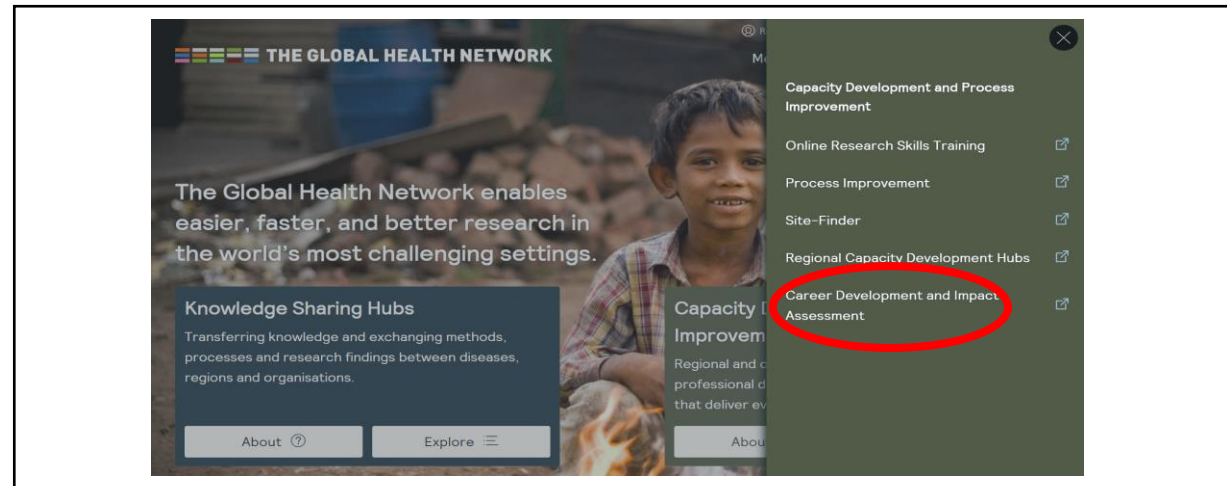 THE GLOBAL HEALTH NETWORK
The Global Health Network enables
easier, faster, and better research in
the world's most challenging settings.
Knowledge Sharing Hubs
Transferring knowledge and exchanging methods,
processes and research findings between diseases,
regions and organisations.
About
Explore
Capacity
Improvem
Regional and
professional d
that deliver ev
Abou
Capacity Development and Process
Improvement
Online Research Skills Training
Process Improvement
Site-Finder
Regional Capacity Development Hubs
Career Development and Impact
Assessment